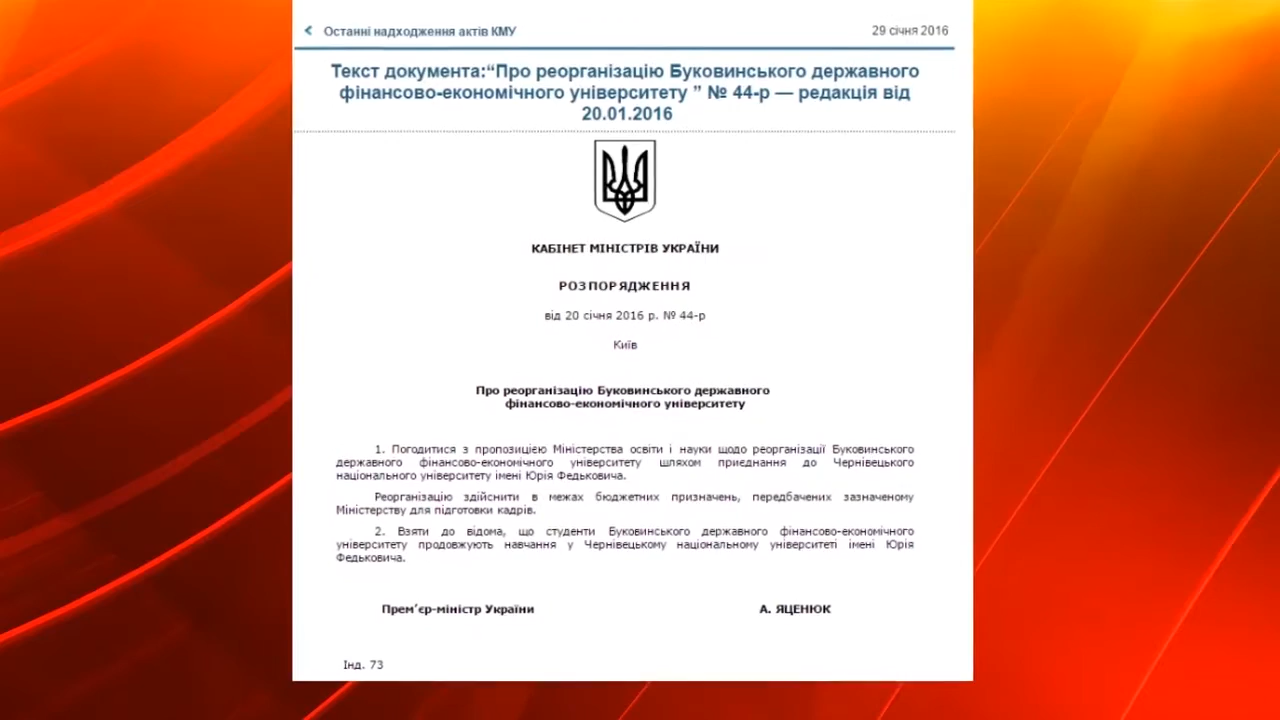 Останні надходження актів КМУ
29 січня 2016
Текст документа:“Про реорганізацію Буковинського державного
фінансово-економічного університету ” № 44-р — редакція від
20.01.2016
КАБІНЕТ МІНІСТРІВ УКРАЇНИ
РОЗПОРЯДЖЕННЯ
від 20 січня 2016 р. № 44-р
Київ
Про реорганізацію Буковинського державного
фінансово-економічного університету
1. Погодитися з пропозицією Міністерства освіти і науки щодо реорганізації Буковинського
державного фінансово-економічного університету шляхом приєднання до Чернівецького
національного університету імені Юрія Федьковича.
Реорганізацію здійснити в межах бюджетних призначень, передбачених зазначеному
Міністерству для підготовки кадрів.
2. Взяти до відома, що студенти Буковинського державного фінансово-економічного
університету продовжують навчання у Чернівецькому національному університеті імені Юрія
Федьковича.
Прем’єр-міністр України
А. ЯЦЕНЮК
Інд. 73